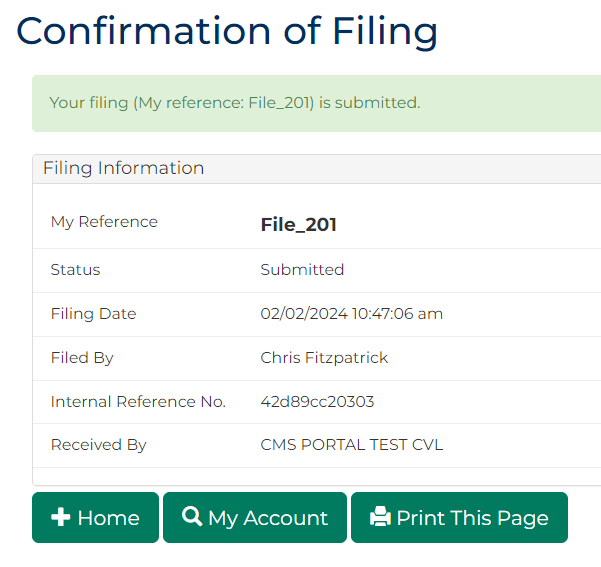 Confirmation of Filing
Your filing (My reference: File_201) is submitted.
Filing Information
My Reference File_201
Status Submitted
Filing Date 02/02/2024 10:47:06 am
Filed By Chris Fitzpatrick
Internal Reference No. 42d89cc20303
Received By CMS PORTAL TEST CVL
Home My Account Print This Page